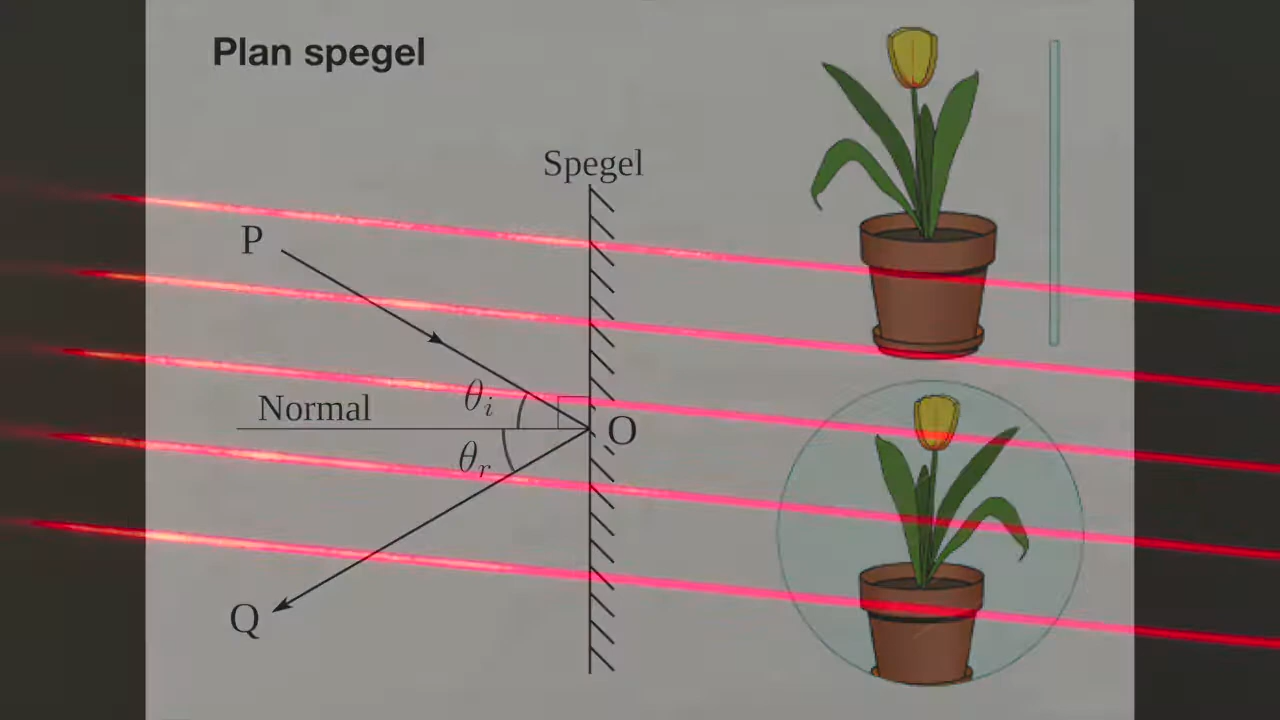 Plan spegel
Spegel
P
θi
Normal
O
θr
Q